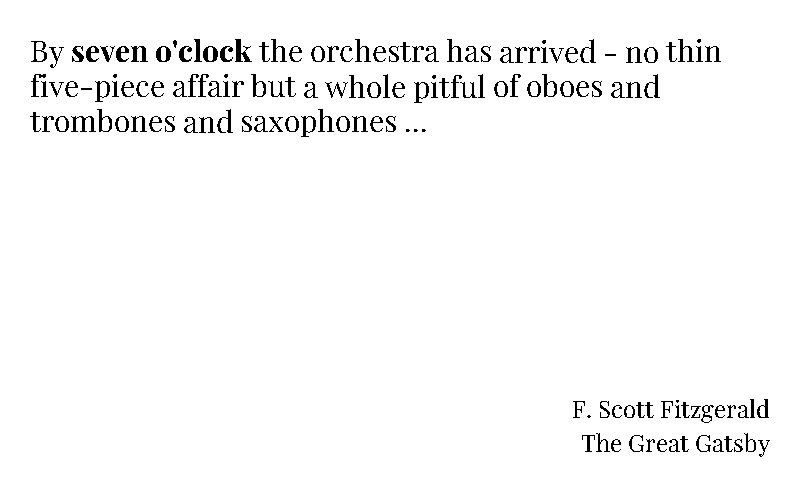 By seven o'clock the orchestra has arrived - no thin
five-piece affair but a whole pitful of oboes and
trombones and saxophones ...
F. Scott Fitzgerald
The Great Gatsby